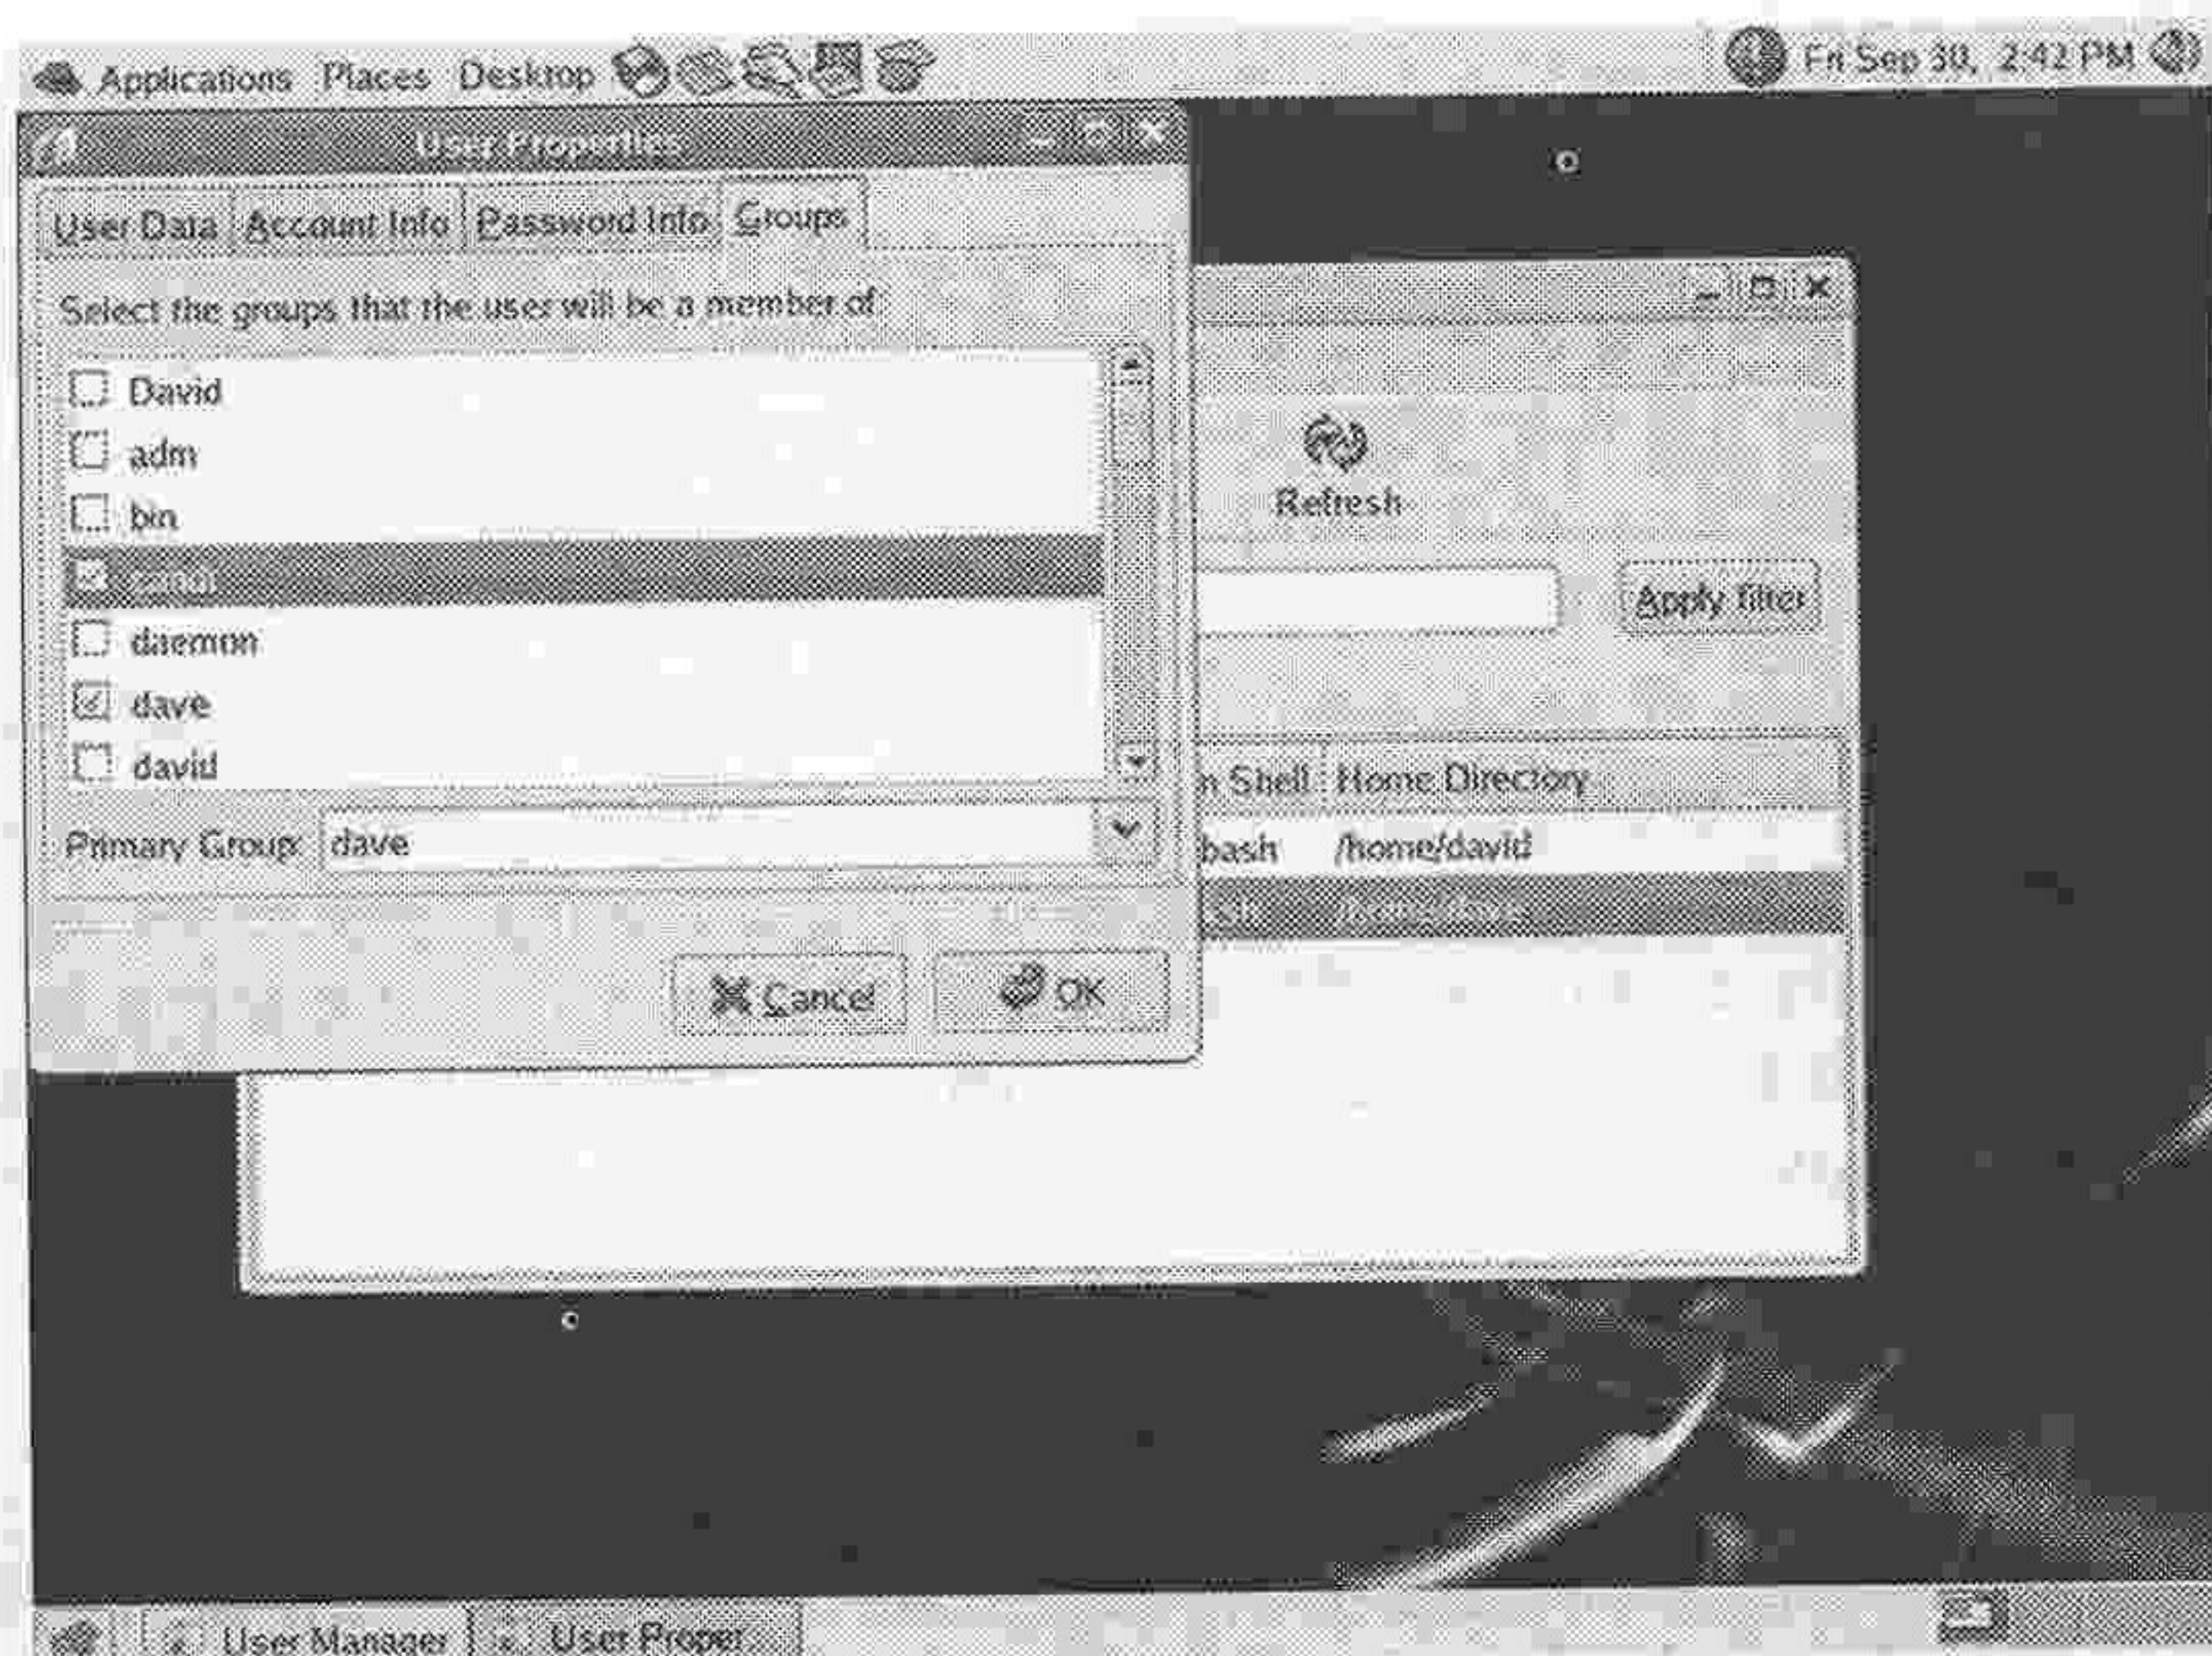 Applications Places Desktop Fri Sep 30, 2:42 PM
User Properties
User Data Account Info Password Info Groups
Select the groups that the user will be a member of
David
adm
bin
daemon
dave
david
Primary Group: dave
Cancel OK
Refresh
Apply filter
n Shell Home Directory
bash /home/david
/home/dave
User Manager User Proper